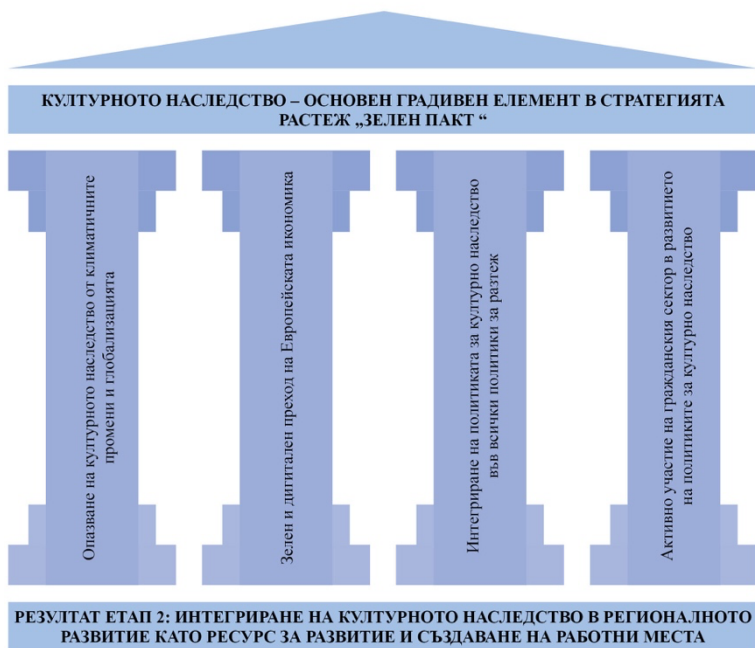 КУЛТУРНОТО НАСЛЕДСТВО – ОСНОВЕН ГРАДИВЕН ЕЛЕМЕНТ В СТРАТЕГИЯТА
РАСТЕЖ „ЗЕЛЕН ПАКТ “
Опазване на културното наследство от климатичните
промени и глобализацията
Зелен и дигитален преход на Европейската икономика
Интегриране на политиката за културно наследство
във всички политики за разтеж
Активно участие на гражданския сектор в развитието
на политиките за културно наследство
РЕЗУЛТАТ ЕТАП 2: ИНТЕГРИРАНЕ НА КУЛТУРНОТО НАСЛЕДСТВО В РЕГИОНАЛНОТО
РАЗВИТИЕ КАТО РЕСУРС ЗА РАЗВИТИЕ И СЪЗДАВАНЕ НА РАБОТНИ МЕСТА